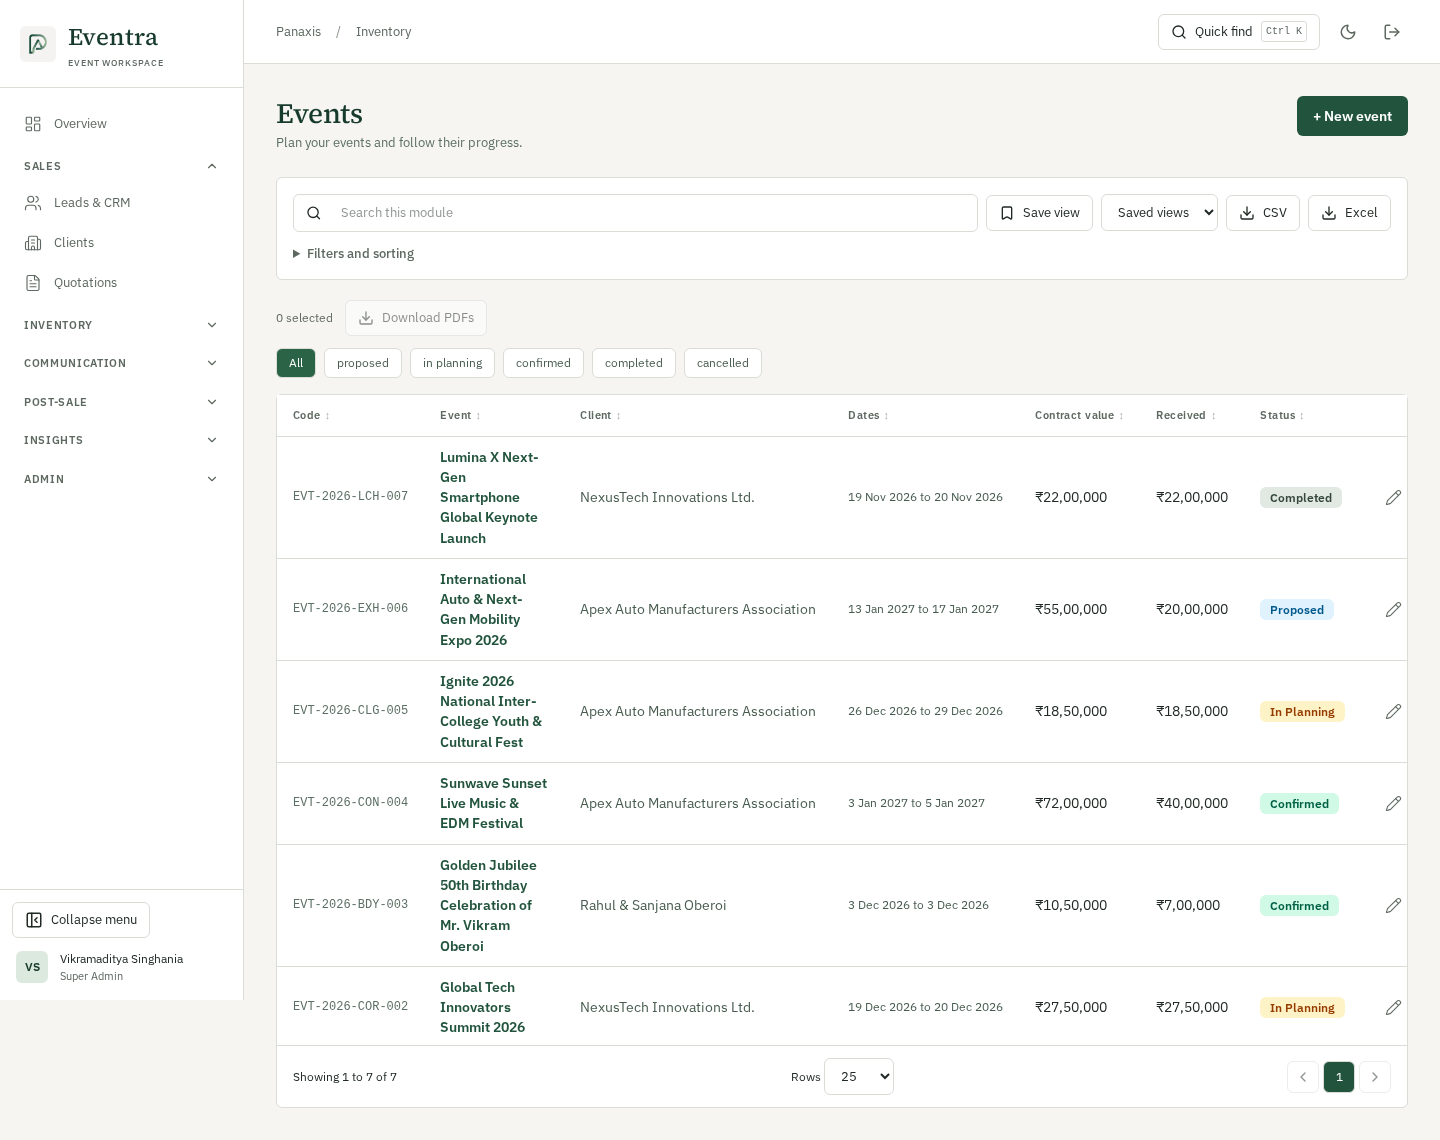 Eventra
EVENT WORKSPACE
Overview
SALES
Leads & CRM
Clients
Quotations
INVENTORY
COMMUNICATION
POST-SALE
INSIGHTS
ADMIN
Collapse menu
VS
Vikramaditya Singhania
Super Admin
Panaxis / Inventory
Quick find Ctrl K
Events
Plan your events and follow their progress.
+ New event
Search this module
Save view
Saved views
CSV
Excel
Filters and sorting
0 selected
Download PDFs
All proposed in planning confirmed completed cancelled
Code ↕ Event ↕ Client ↕ Dates ↕ Contract value ↕ Received ↕ Status ↕
Lumina X Next-
Gen
EVT-2026-LCH-007 Smartphone NexusTech Innovations Ltd. 19 Nov 2026 to 20 Nov 2026 ₹22,00,000 ₹22,00,000 Completed
Global Keynote
Launch
International
Auto & Next-
EVT-2026-EXH-006 Apex Auto Manufacturers Association 13 Jan 2027 to 17 Jan 2027 ₹55,00,000 ₹20,00,000 Proposed
Gen Mobility
Expo 2026
Ignite 2026
National Inter-
EVT-2026-CLG-005 Apex Auto Manufacturers Association 26 Dec 2026 to 29 Dec 2026 ₹18,50,000 ₹18,50,000 In Planning
College Youth &
Cultural Fest
Sunwave Sunset
EVT-2026-CON-004 Live Music & Apex Auto Manufacturers Association 3 Jan 2027 to 5 Jan 2027 ₹72,00,000 ₹40,00,000 Confirmed
EDM Festival
Golden Jubilee
50th Birthday
EVT-2026-BDY-003 Celebration of Rahul & Sanjana Oberoi 3 Dec 2026 to 3 Dec 2026 ₹10,50,000 ₹7,00,000 Confirmed
Mr. Vikram
Oberoi
Global Tech
EVT-2026-COR-002 Innovators NexusTech Innovations Ltd. 19 Dec 2026 to 20 Dec 2026 ₹27,50,000 ₹27,50,000 In Planning
Summit 2026
Showing 1 to 7 of 7
Rows 25
1